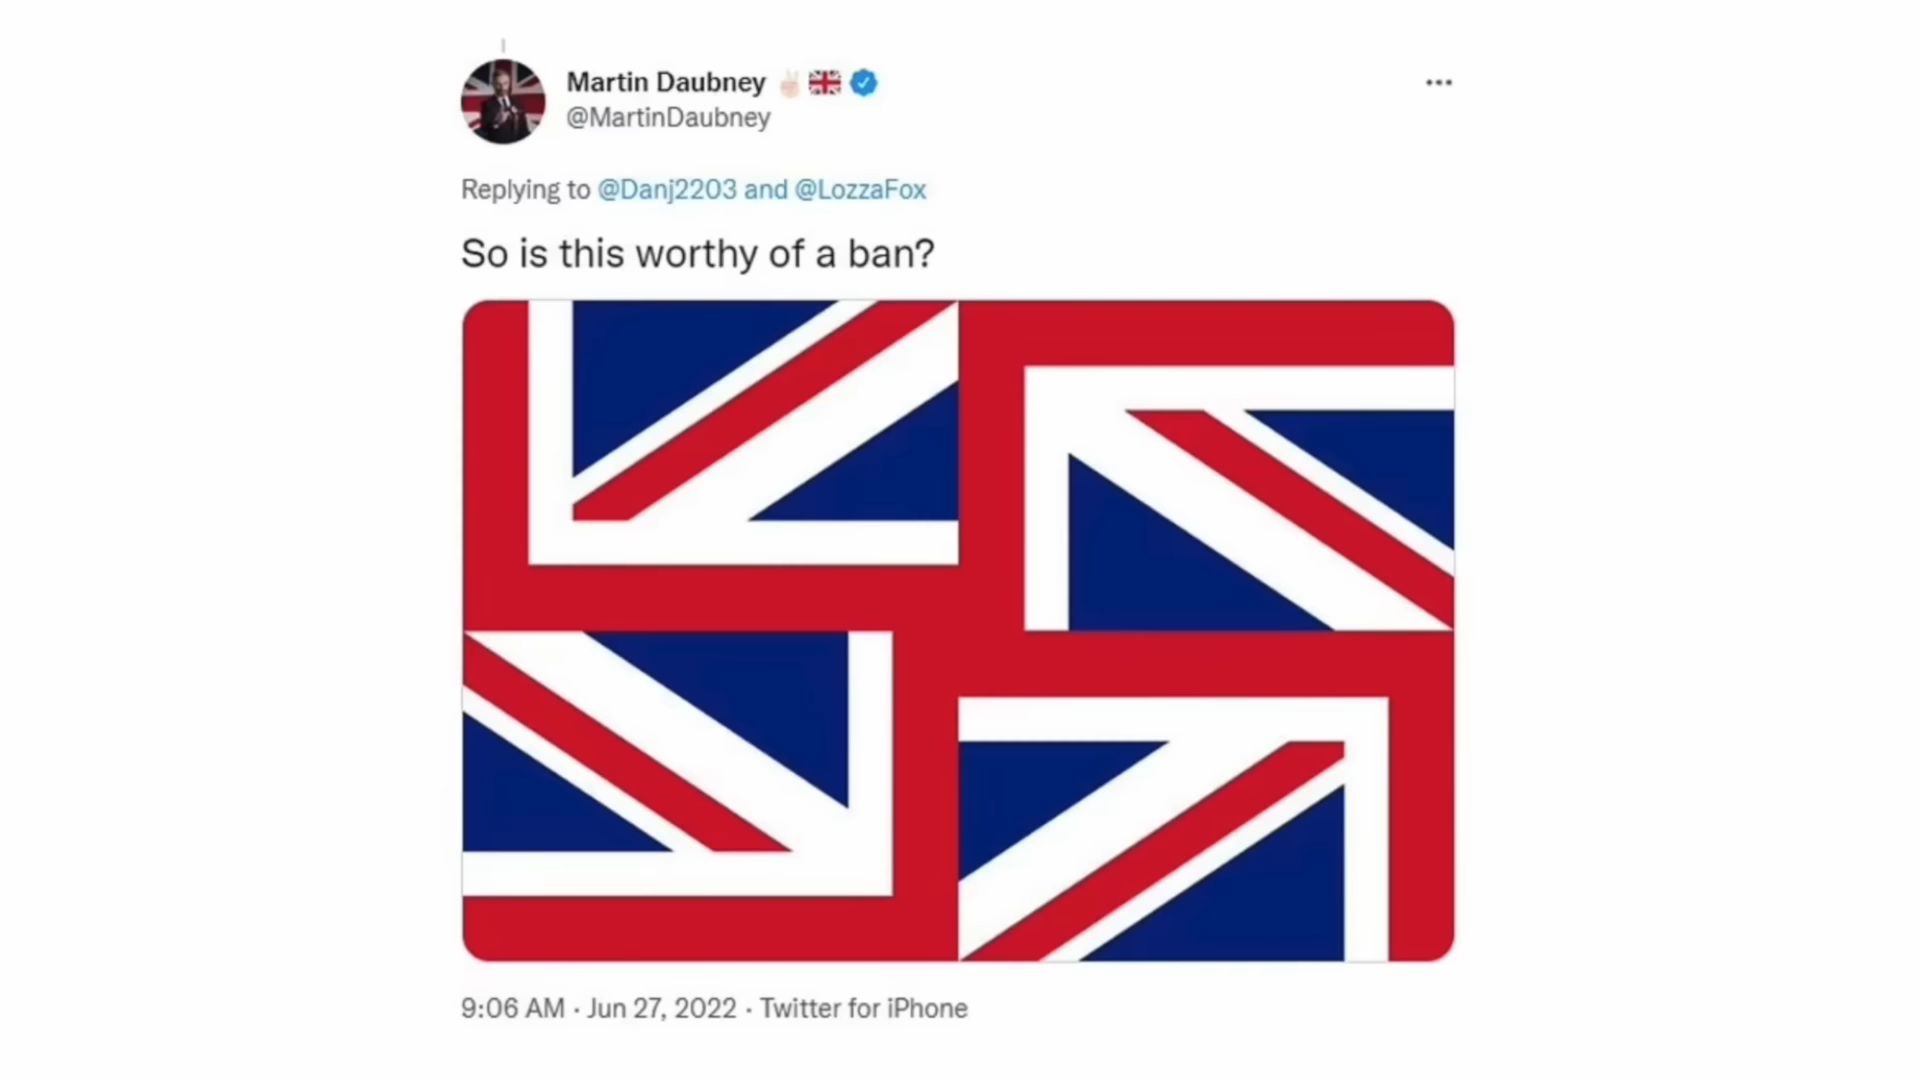 Martin Daubney ✌🏻🇬🇧
@MartinDaubney
Replying to @Danj2203 and @LozzaFox
So is this worthy of a ban?
9:06 AM · Jun 27, 2022 · Twitter for iPhone